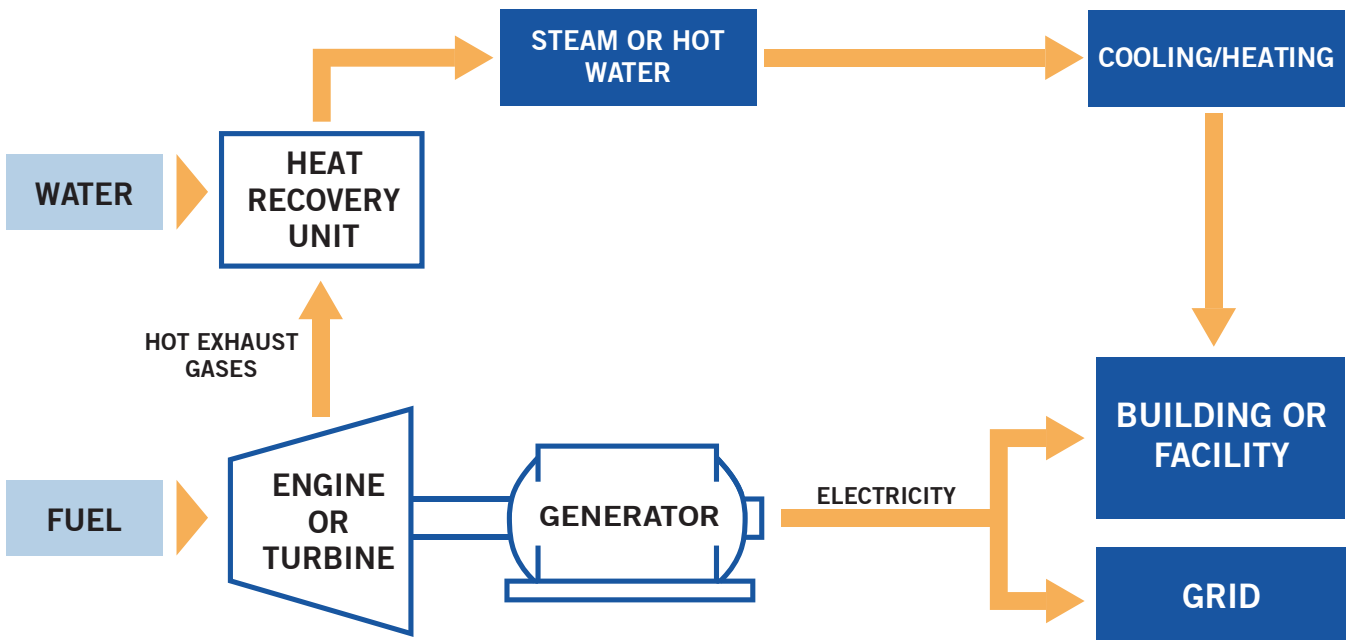 STEAM OR HOT
WATER
COOLING/HEATING
WATER
HEAT
RECOVERY
UNIT
HOT EXHAUST
GASES
BUILDING OR
FACILITY
FUEL
ENGINE
OR
TURBINE
GENERATOR
ELECTRICITY
GRID